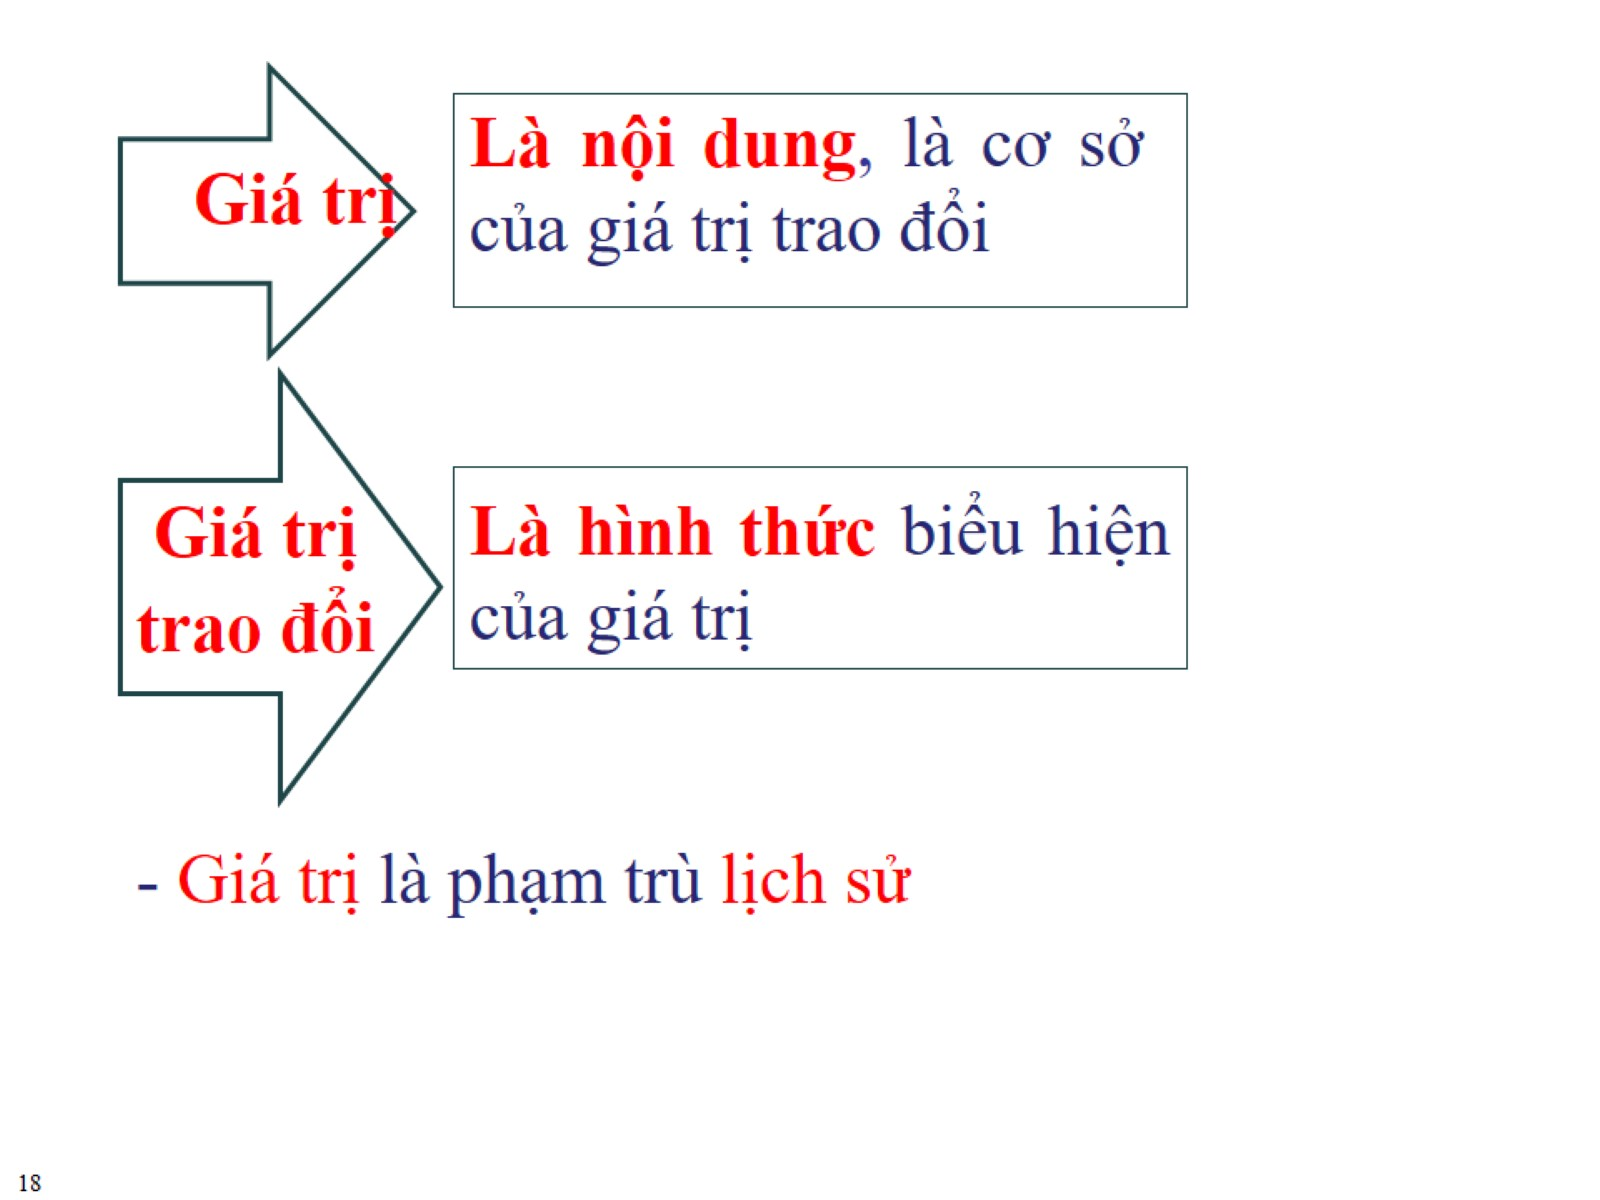 Giá trị
Là nội dung, là cơ sở
của giá trị trao đổi
Giá trị
trao đổi
Là hình thức biểu hiện
của giá trị
- Giá trị là phạm trù lịch sử
18